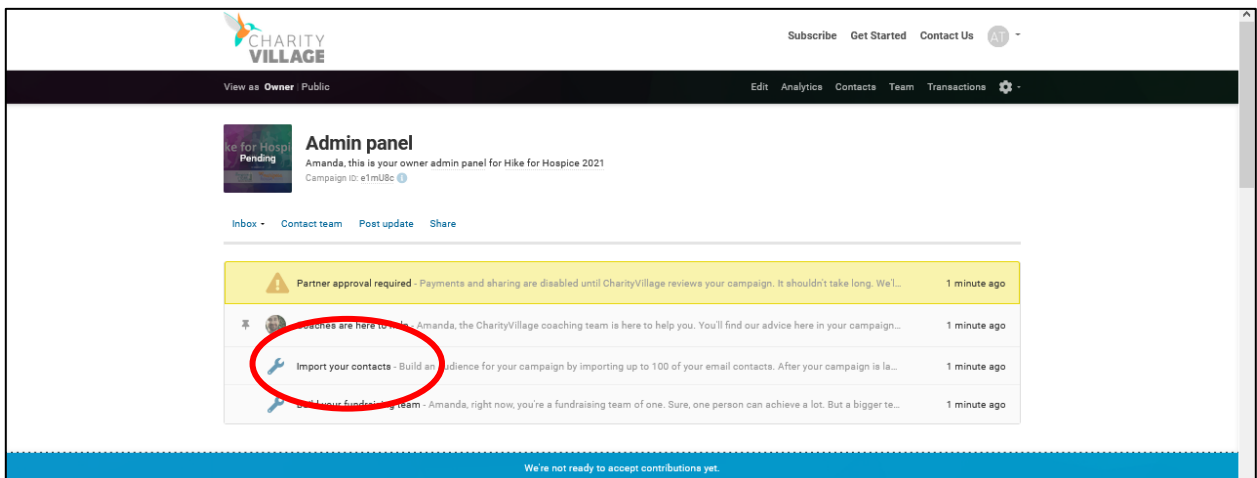 CHARITY
VILLAGE
Subscribe Get Started Contact Us AT
View as Owner | Public
Edit Analytics Contacts Team Transactions
ke for Hospi
Pending
Admin panel
Amanda, this is your owner admin panel for Hike for Hospice 2021
Campaign ID: e1mU8c
Inbox Contact team Post update Share
Partner approval required - Payments and sharing are disabled until CharityVillage reviews your campaign. It shouldn't take long. We'l... 1 minute ago
Coaches are here to help - Amanda, the CharityVillage coaching team is here to help you. You'll find our advice here in your campaign... 1 minute ago
Import your contacts - Build an audience for your campaign by importing up to 100 of your email contacts. After your campaign is la... 1 minute ago
Build your fundraising team - Amanda, right now, you're a fundraising team of one. Sure, one person can achieve a lot. But a bigger te... 1 minute ago
We're not ready to accept contributions yet.